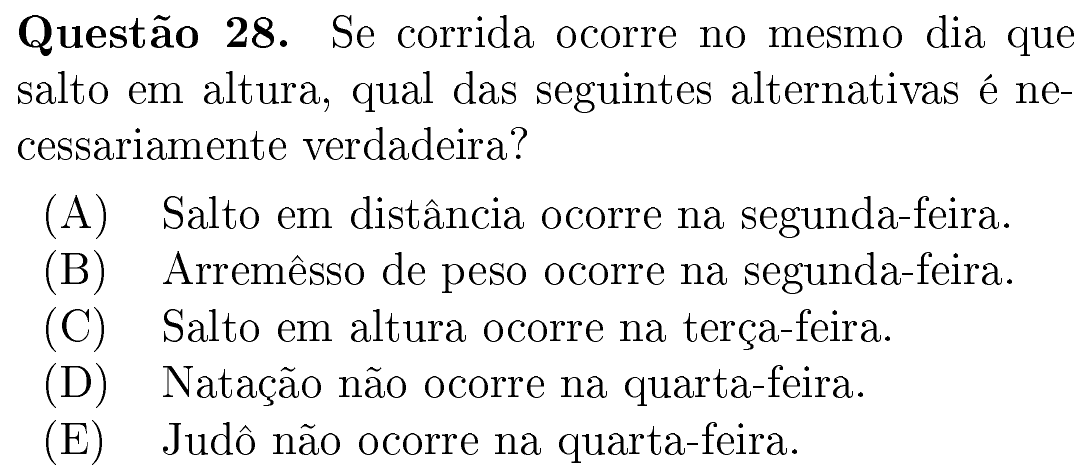 Questão 28. Se corrida ocorre no mesmo dia que
salto em altura, qual das seguintes alternativas é ne-
cessariamente verdadeira?
(A) Salto em distância ocorre na segunda-feira.
(B) Arremêsso de peso ocorre na segunda-feira.
(C) Salto em altura ocorre na terça-feira.
(D) Natação não ocorre na quarta-feira.
(E) Judô não ocorre na quarta-feira.